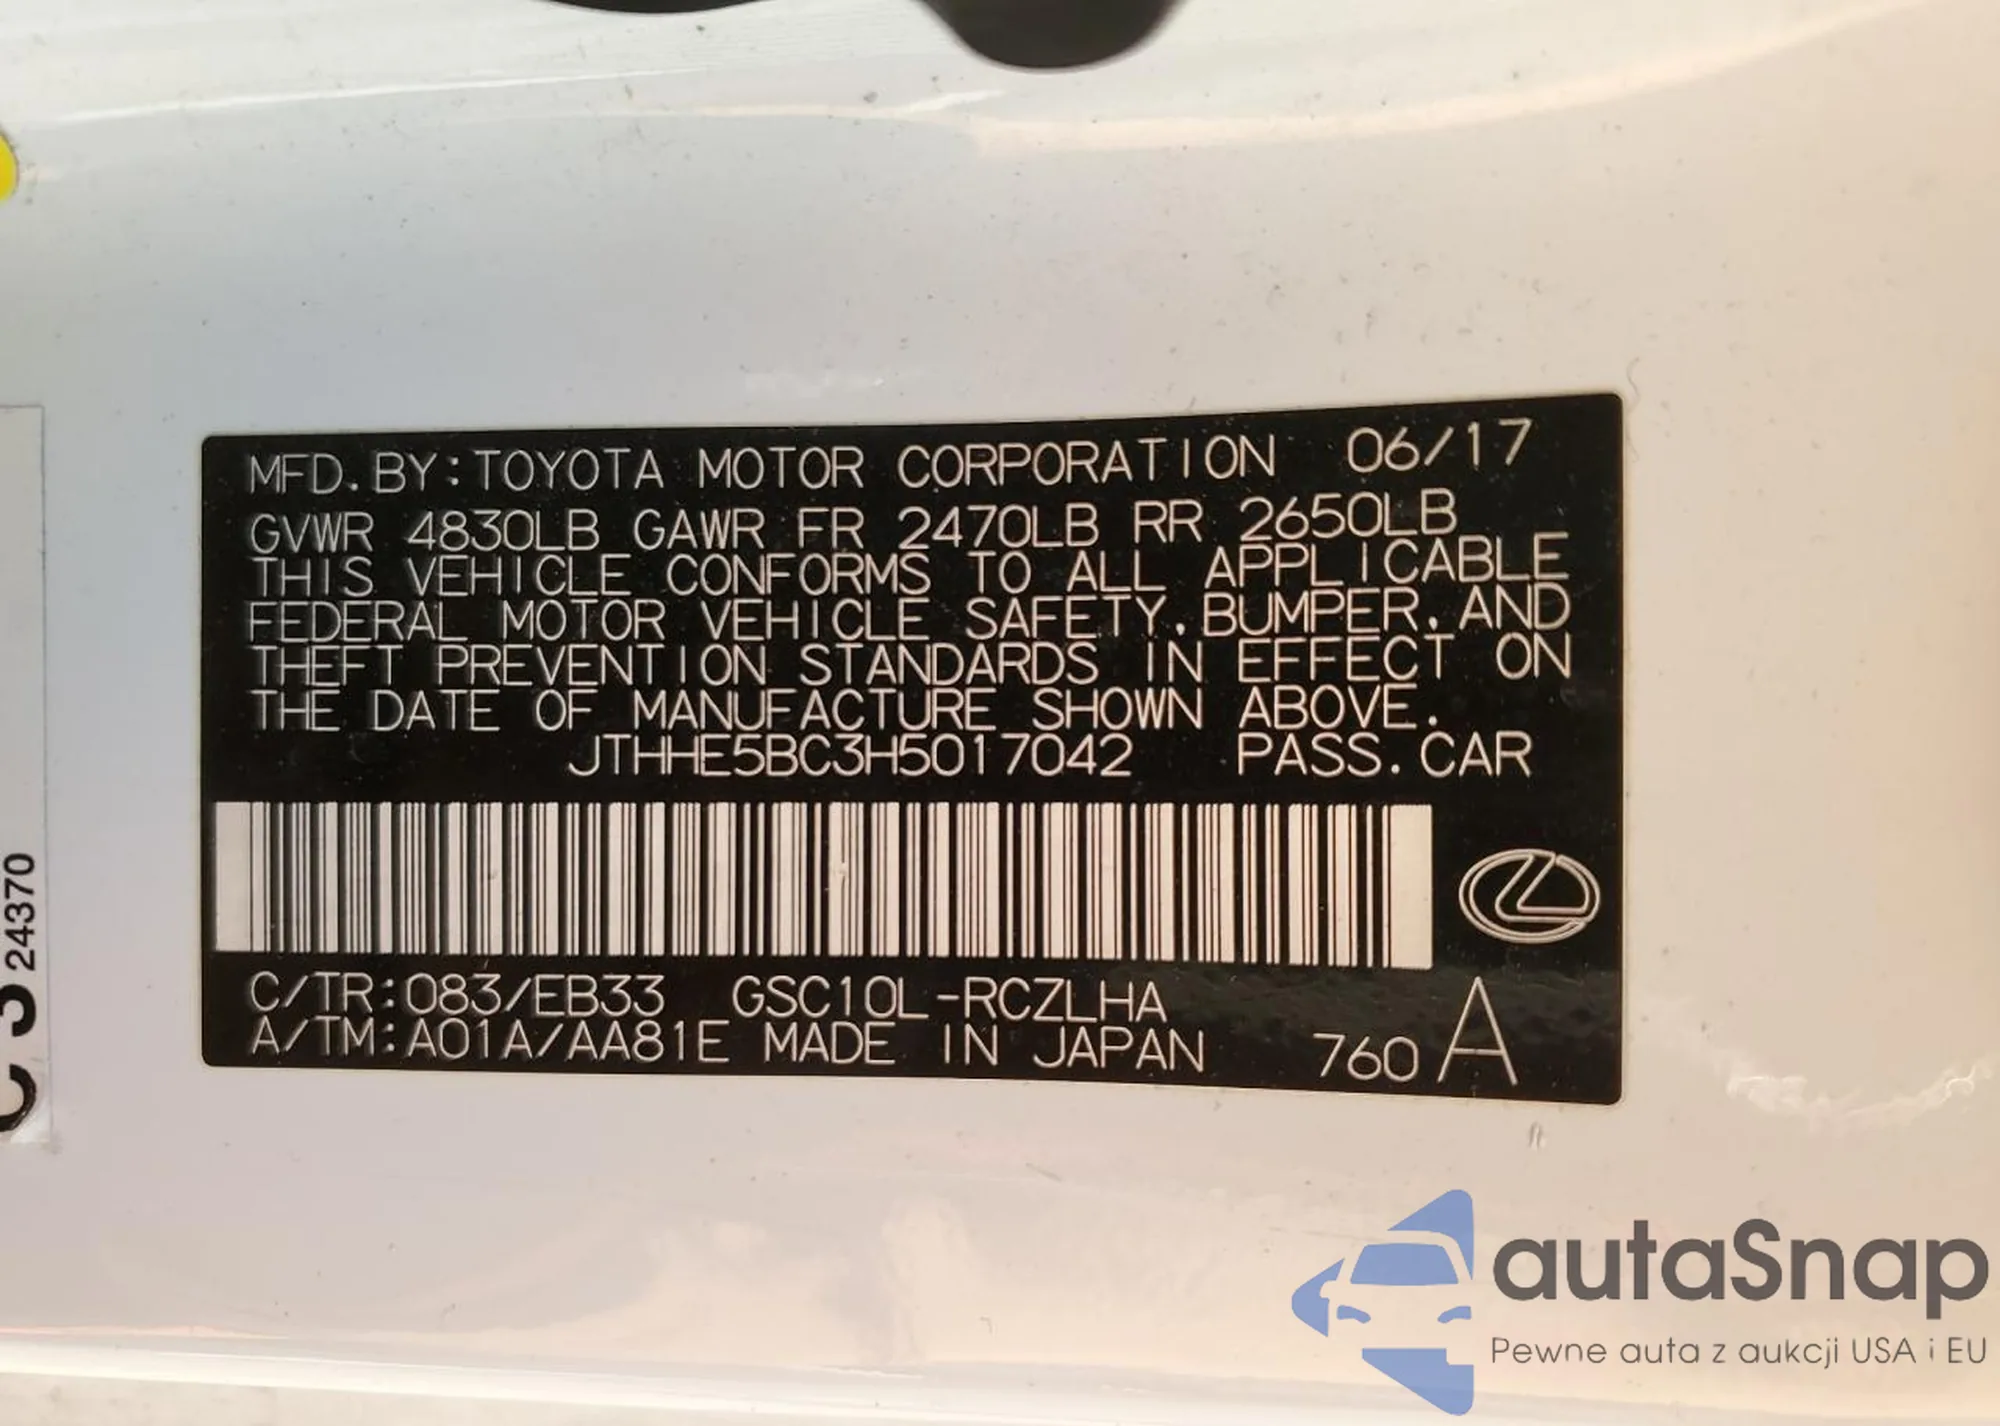 MFD.BY:TOYOTA MOTOR CORPORATION 06/17
GVWR 4830LB GAWR FR 2470LB RR 2650LB
THIS VEHICLE CONFORMS TO ALL APPLICABLE
FEDERAL MOTOR VEHICLE SAFETY, BUMPER, AND
THEFT PREVENTION STANDARDS IN EFFECT ON
THE DATE OF MANUFACTURE SHOWN ABOVE.
JTHHE5BC3H5017042 PASS.CAR
C/TR:083/EB33 GSC10L-RCZLHA
A/TM:A01A/AA81E MADE IN JAPAN 760 A
24370
autaSnap
Pewne auta z aukcji USA i EU